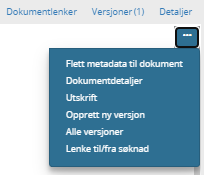 Dokumentlenker Versjoner (1) Detaljer
Flett metadata til dokument
Dokumentdetaljer
Utskrift
Opprett ny versjon
Alle versjoner
Lenke til/fra søknad